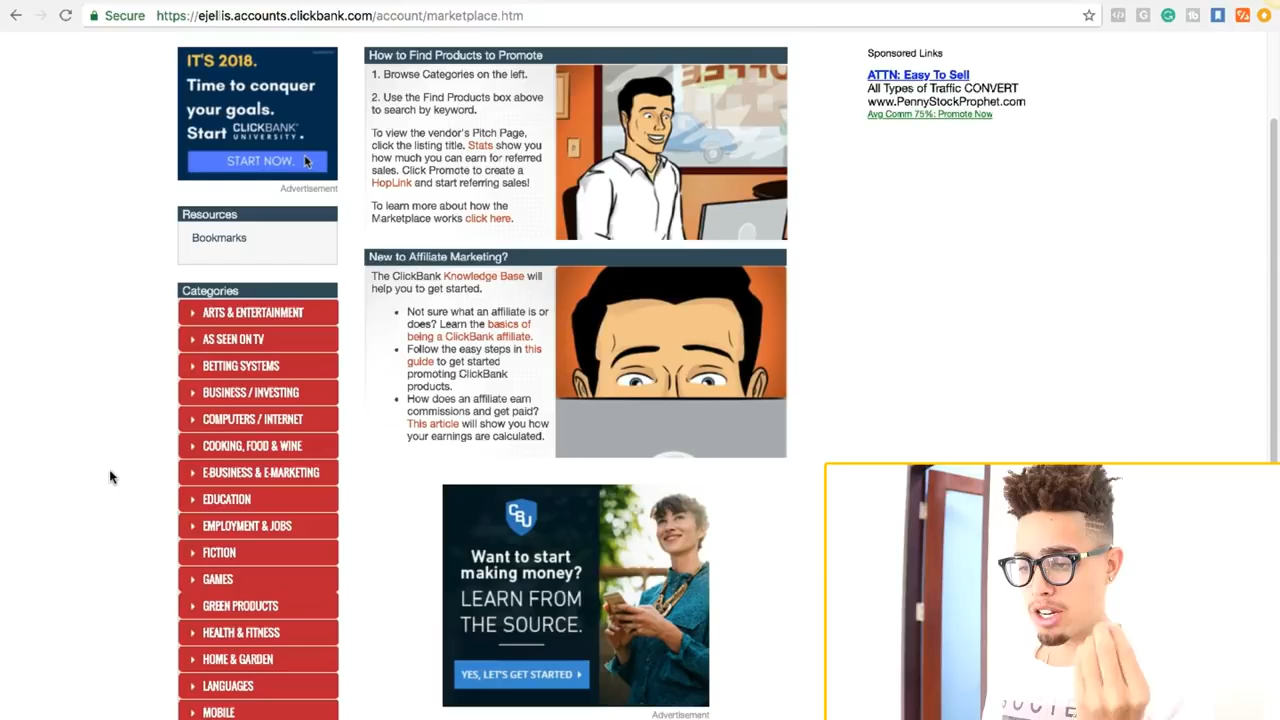 Secure
https://ejellis.accounts.clickbank.com/account/marketplace.htm
IT'S 2018.
Time to conquer
your goals.
Start CLICKBANK
UNIVERSITY
START NOW.
Advertisement
Resources
Bookmarks
Categories
ARTS & ENTERTAINMENT
AS SEEN ON TV
BETTING SYSTEMS
BUSINESS / INVESTING
COMPUTERS / INTERNET
COOKING, FOOD & WINE
E-BUSINESS & E-MARKETING
EDUCATION
EMPLOYMENT & JOBS
FICTION
GAMES
GREEN PRODUCTS
HEALTH & FITNESS
HOME & GARDEN
LANGUAGES
MOBILE
How to Find Products to Promote
1. Browse Categories on the left.
2. Use the Find Products box above
to search by keyword.
To view the vendor's Pitch Page,
click the listing title. Stats show you
how much you can earn for referred
sales. Click Promote to create a
HopLink and start referring sales!
To learn more about how the
Marketplace works click here.
New to Affiliate Marketing?
The ClickBank Knowledge Base will
help you to get started.
Not sure what an affiliate is or
does? Learn the basics of
being a ClickBank affiliate.
Follow the easy steps in this
guide to get started
promoting ClickBank
products.
How does an affiliate earn
commissions and get paid?
This article will show you how
your earnings are calculated.
CBU
Want to start
making money?
LEARN FROM
THE SOURCE.
YES, LET'S GET STARTED
Advertisement
Sponsored Links
ATTN: Easy To Sell
All Types of Traffic CONVERT
www.PennyStockProphet.com
Avg Comm 75%: Promote Now